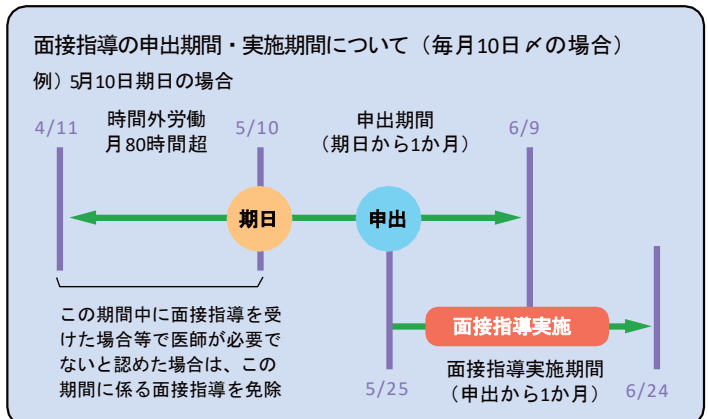 面接指導の申出期間・実施期間について（毎月10日〆の場合）
例）5月10日期日の場合
4/11
時間外労働
月80時間超
5/10
申出期間
（期日から1か月）
6/9
期日
申出
この期間中に面接指導を受
けた場合等で医師が必要で
ないと認めた場合は、この
期間に係る面接指導を免除
面接指導実施
5/25
面接指導実施期間
（申出から1か月）
6/24